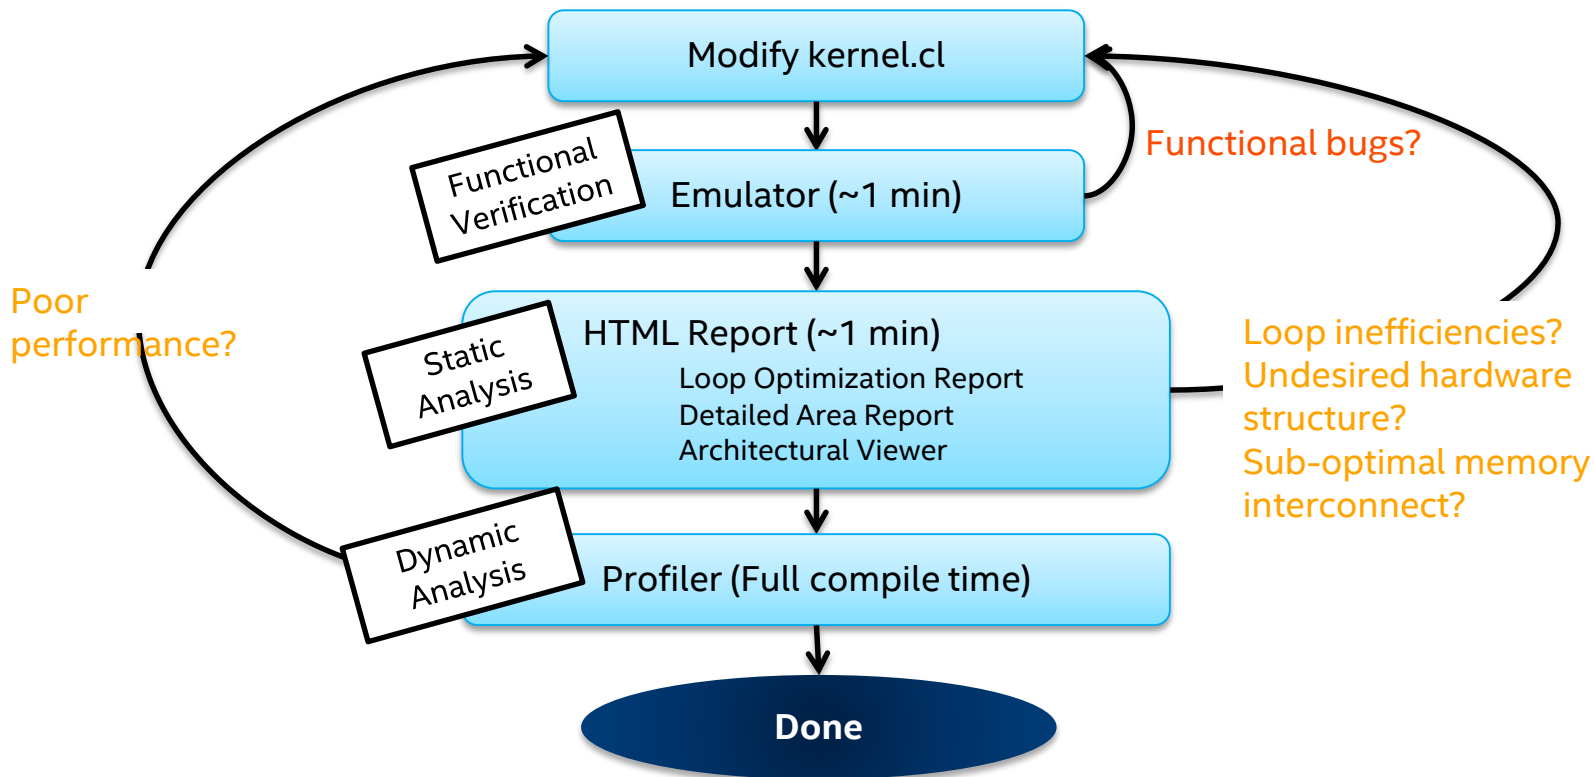 Modify kernel.cl
Functional
Verification
Emulator (~1 min)
Functional bugs?
Poor
performance?
Static
Analysis
HTML Report (~1 min)
Loop Optimization Report
Detailed Area Report
Architectural Viewer
Loop inefficiencies?
Undesired hardware
structure?
Sub-optimal memory
interconnect?
Dynamic
Analysis
Profiler (Full compile time)
Done